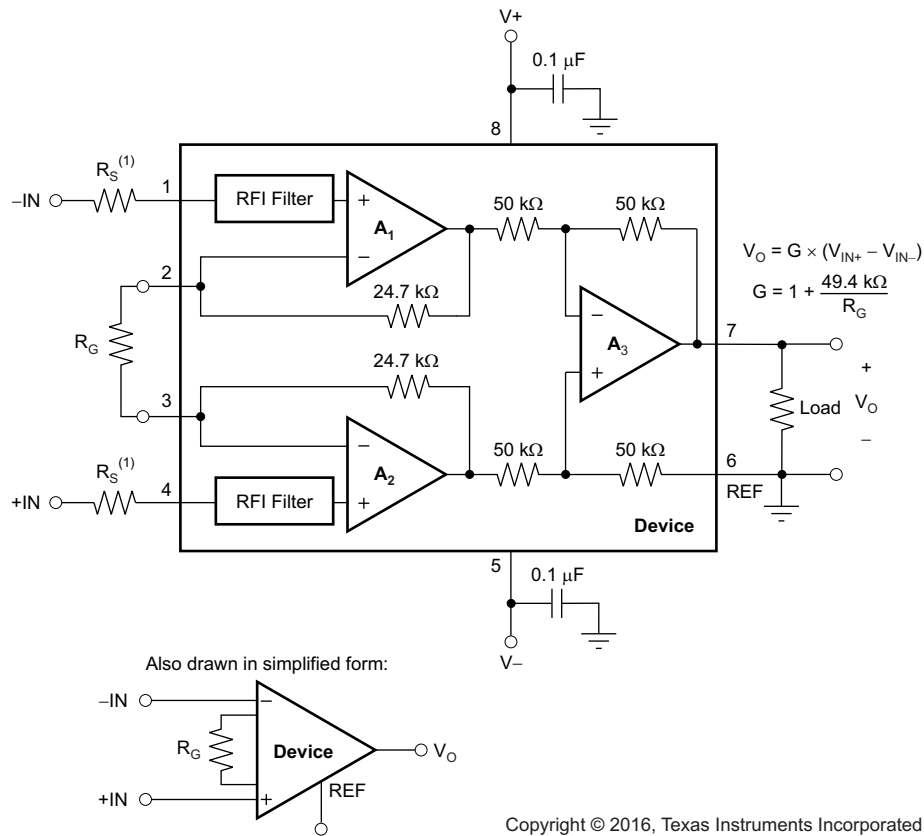 V+
0.1 μF
8
R_S^(1)
1
–IN
RFI Filter
+
A₁
–
50 kΩ
50 kΩ
V_O = G × (V_IN+ – V_IN–)
G = 1 + 49.4 kΩ / R_G
2
24.7 kΩ
–
A₃
+
7
R_G
24.7 kΩ
+
Load
V_O
–
3
–
A₂
+
50 kΩ
50 kΩ
6
REF
R_S^(1)
4
+IN
RFI Filter
Device
5
0.1 μF
V–
Also drawn in simplified form:
–IN
–
R_G
Device
V_O
+IN
+
REF
Copyright © 2016, Texas Instruments Incorporated